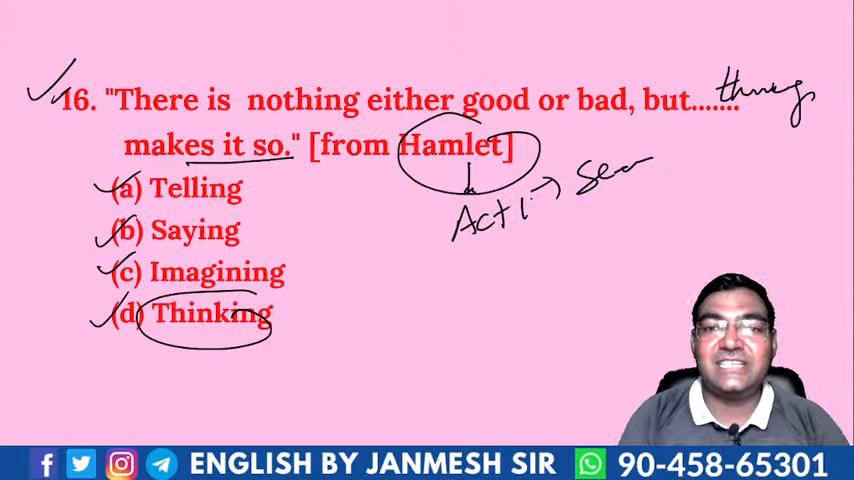 16. "There is nothing either good or bad, but.......
makes it so." [from Hamlet]
(a) Telling
(b) Saying
(c) Imagining
(d) Thinking
Act 1 →
ENGLISH BY JANMESH SIR 90-458-65301